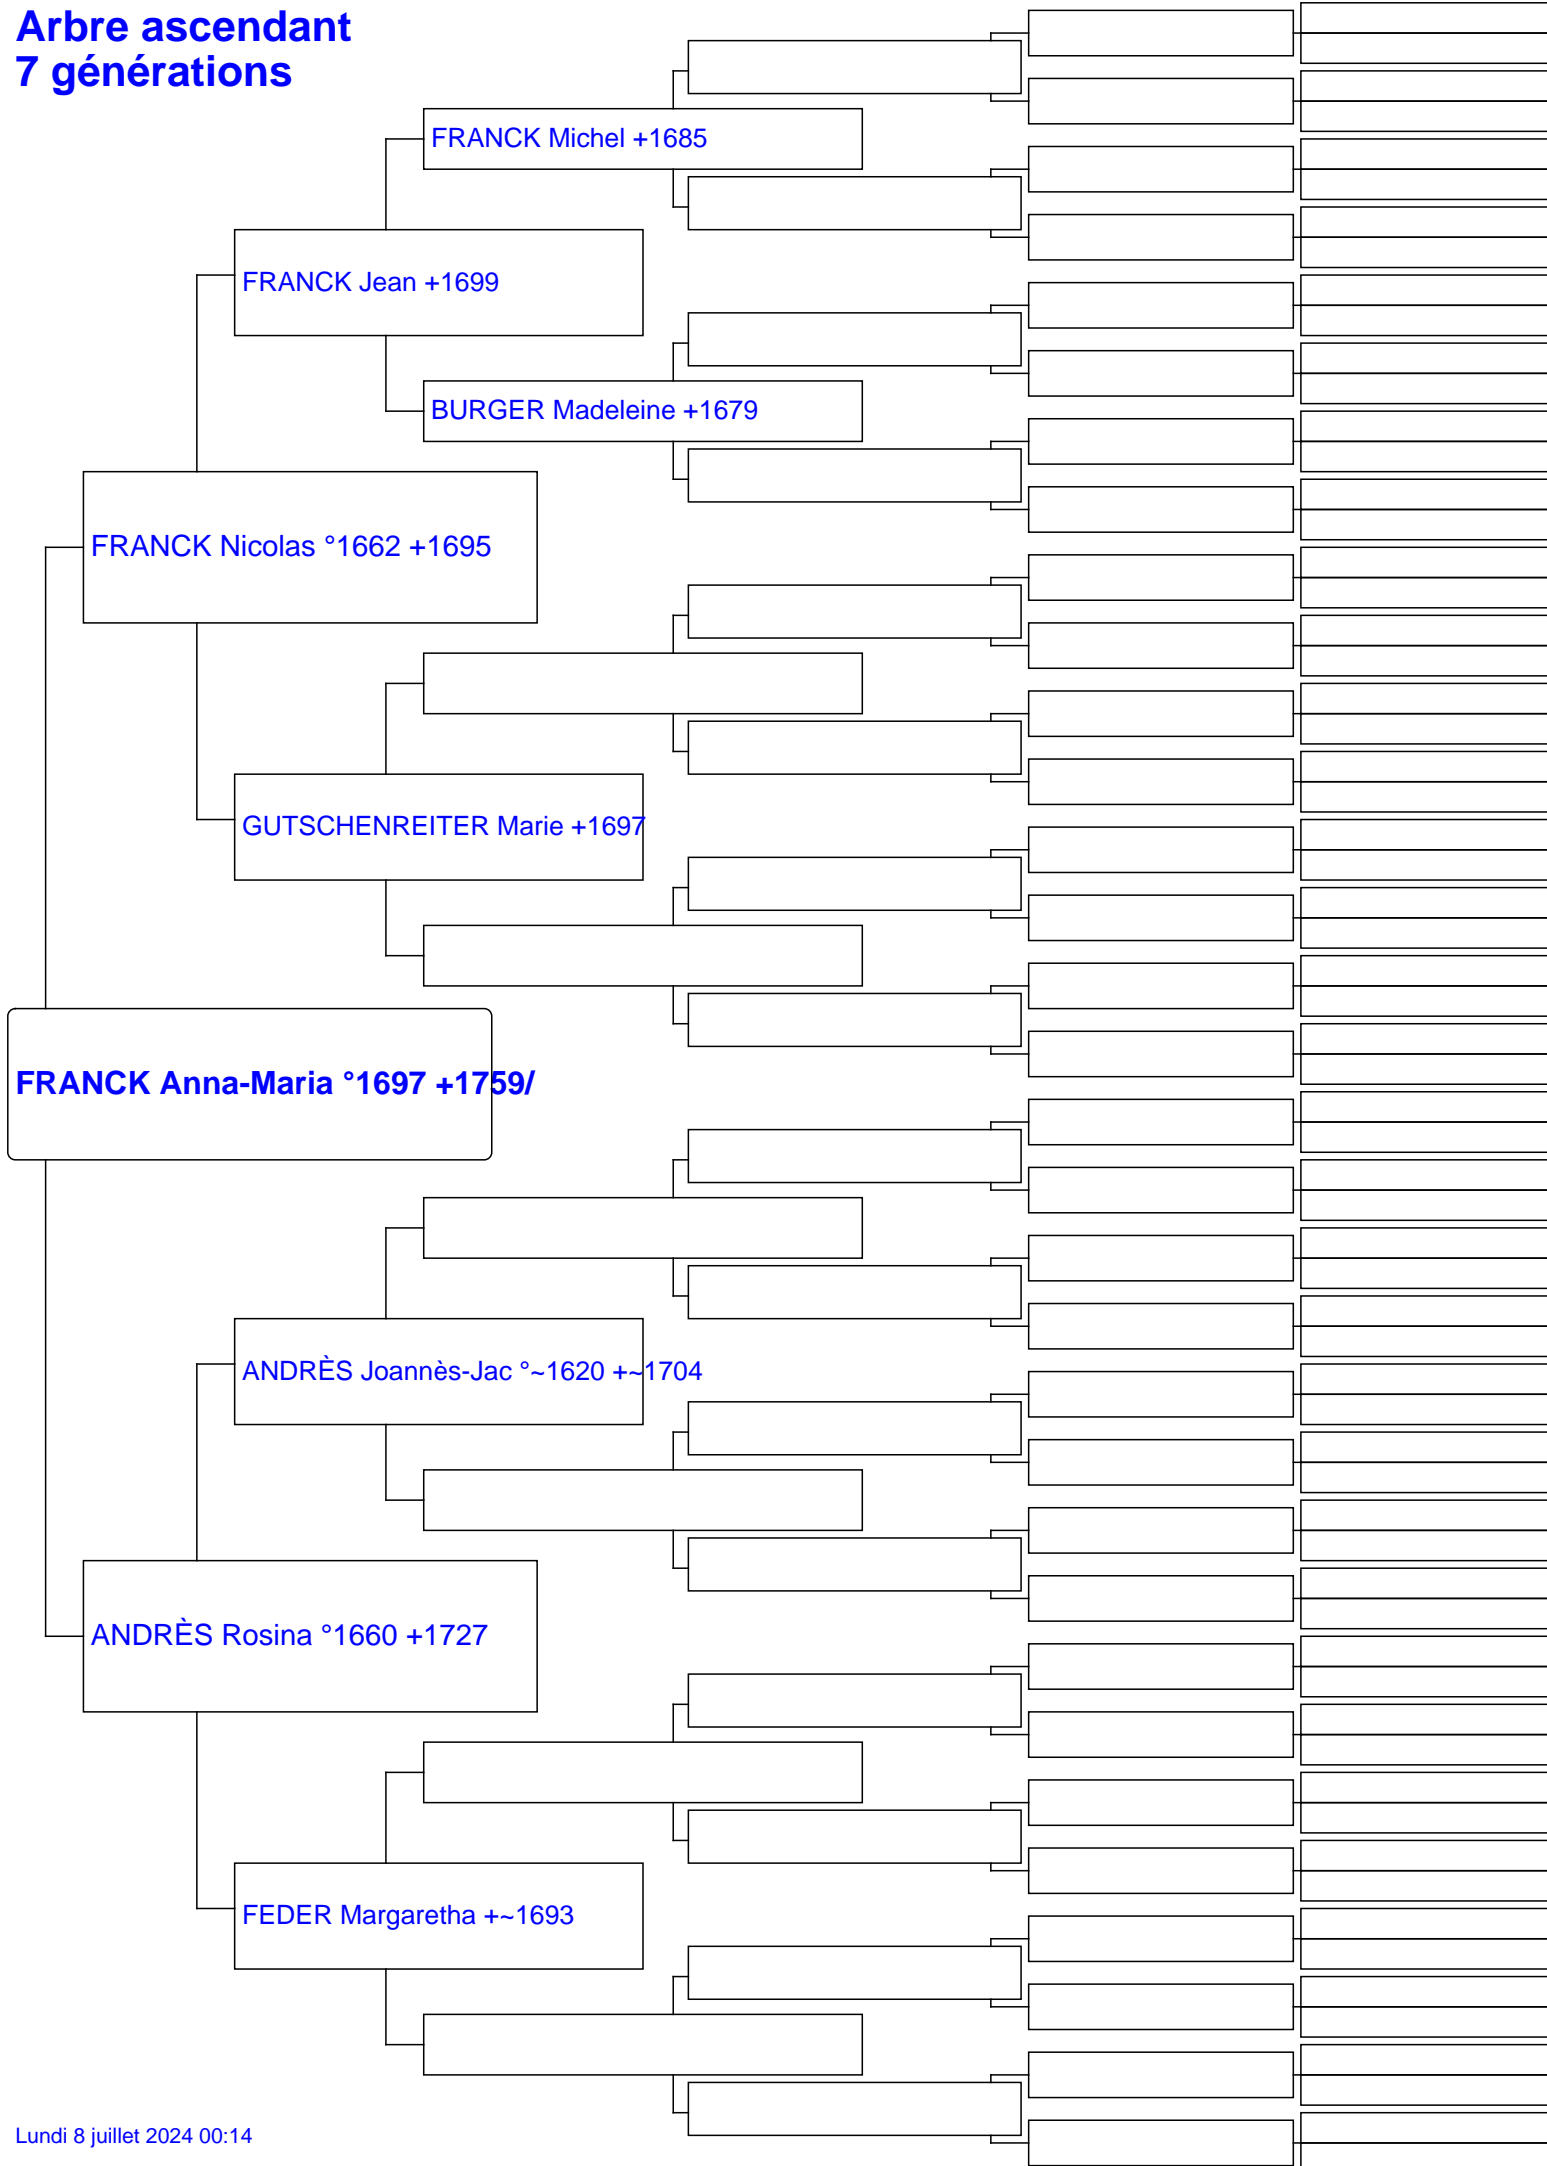 Arbre ascendant
7 générations
FRANCK Michel +1685
FRANCK Jean +1699
BURGER Madeleine +1679
FRANCK Nicolas °1662 +1695
GUTSCHENREITER Marie +1697
FRANCK Anna-Maria °1697 +1759/
ANDRÈS Joannès-Jac °~1620 +~1704
ANDRÈS Rosina °1660 +1727
FEDER Margaretha +~1693
Lundi 8 juillet 2024 00:14